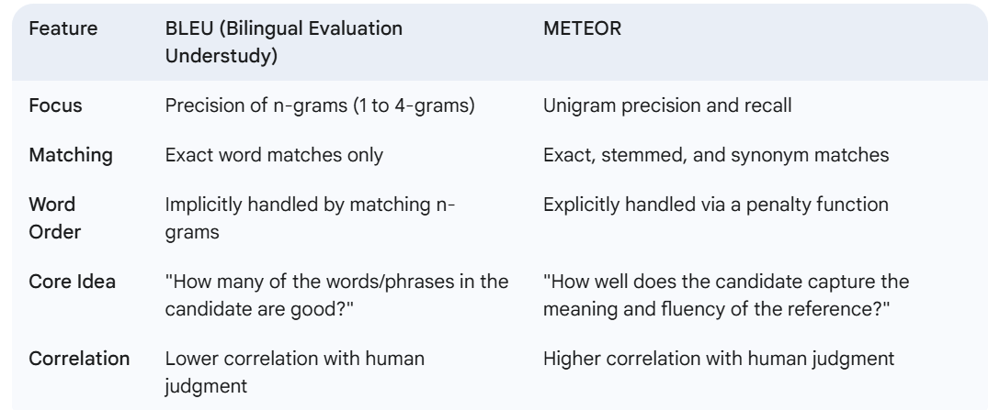 Feature BLEU (Bilingual Evaluation METEOR
Understudy)
Focus Precision of n-grams (1 to 4-grams) Unigram precision and recall
Matching Exact word matches only Exact, stemmed, and synonym matches
Word Implicitly handled by matching n- Explicitly handled via a penalty function
Order grams
Core Idea "How many of the words/phrases in the "How well does the candidate capture the
candidate are good?" meaning and fluency of the reference?"
Correlation Lower correlation with human Higher correlation with human judgment
judgment